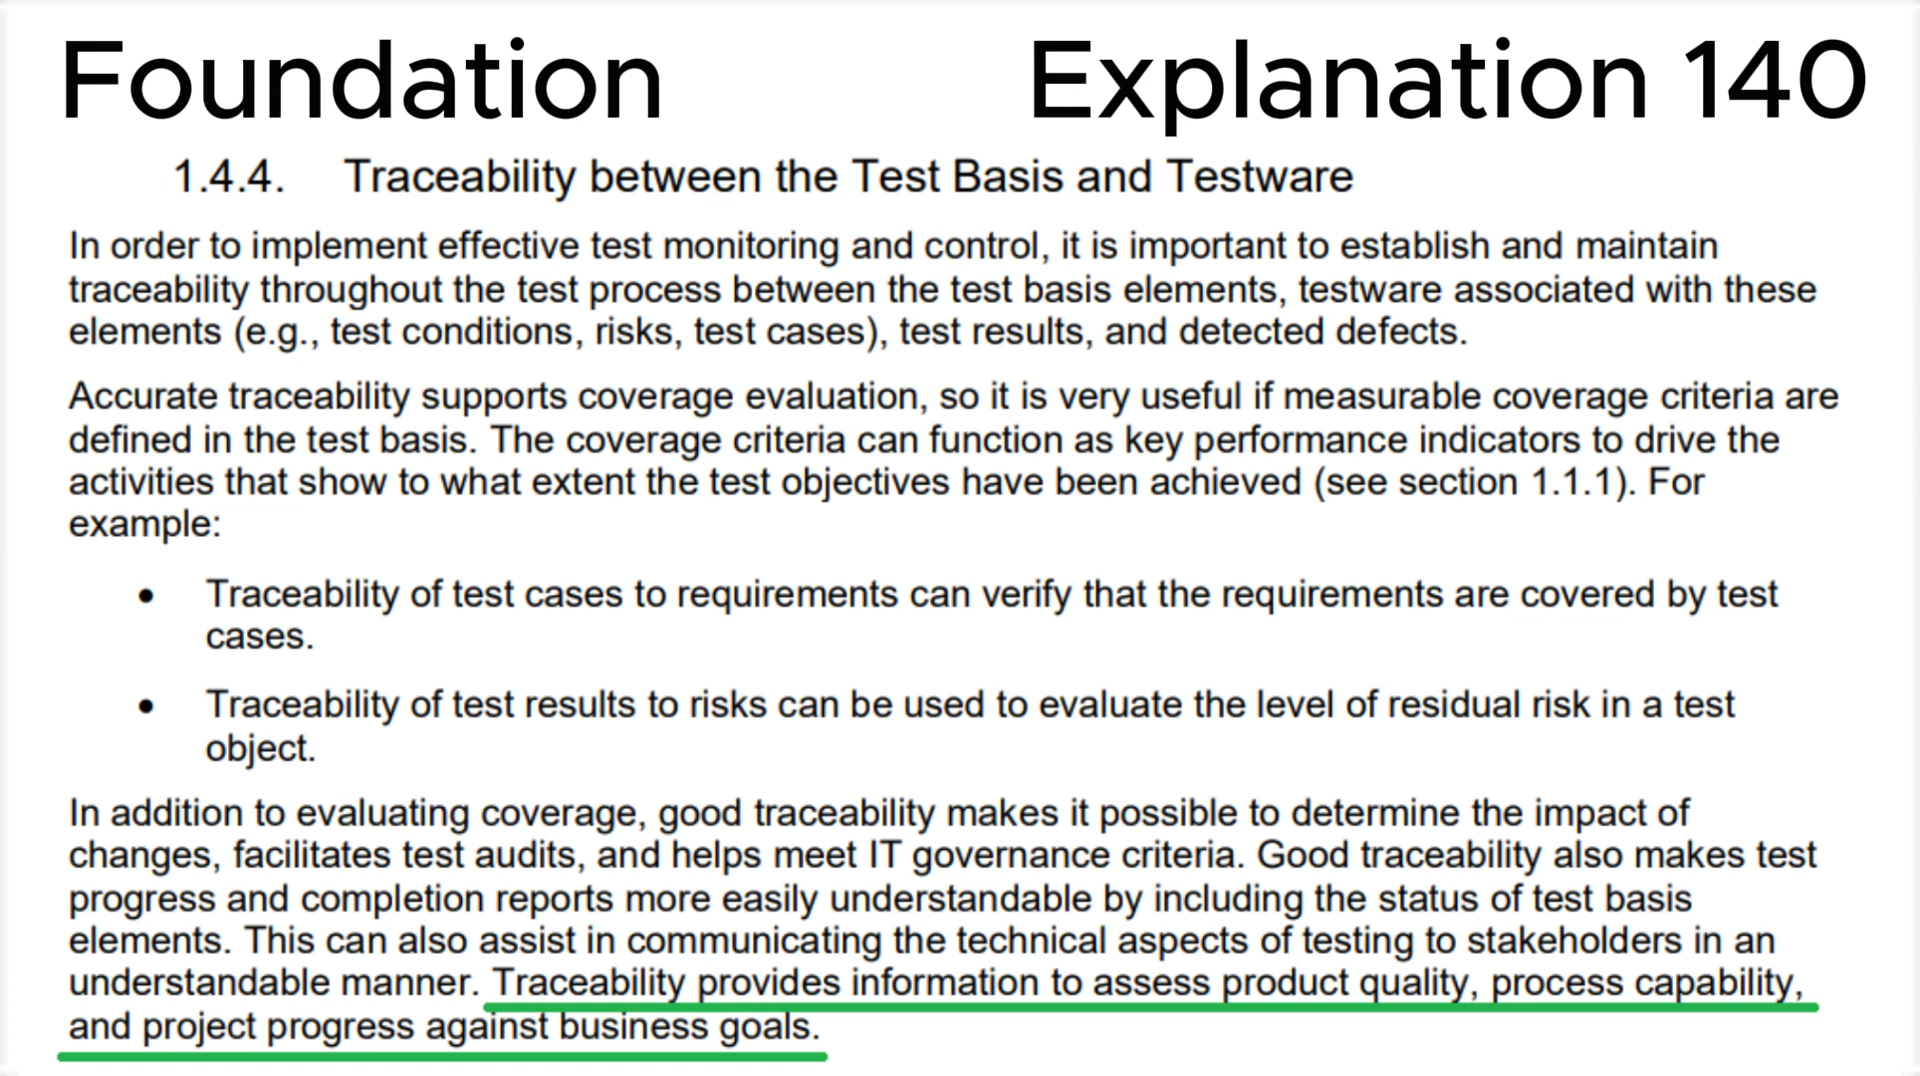 Foundation Explanation 140
1.4.4. Traceability between the Test Basis and Testware
In order to implement effective test monitoring and control, it is important to establish and maintain
traceability throughout the test process between the test basis elements, testware associated with these
elements (e.g., test conditions, risks, test cases), test results, and detected defects.
Accurate traceability supports coverage evaluation, so it is very useful if measurable coverage criteria are
defined in the test basis. The coverage criteria can function as key performance indicators to drive the
activities that show to what extent the test objectives have been achieved (see section 1.1.1). For
example:
• Traceability of test cases to requirements can verify that the requirements are covered by test
cases.
• Traceability of test results to risks can be used to evaluate the level of residual risk in a test
object.
In addition to evaluating coverage, good traceability makes it possible to determine the impact of
changes, facilitates test audits, and helps meet IT governance criteria. Good traceability also makes test
progress and completion reports more easily understandable by including the status of test basis
elements. This can also assist in communicating the technical aspects of testing to stakeholders in an
understandable manner. Traceability provides information to assess product quality, process capability,
and project progress against business goals.